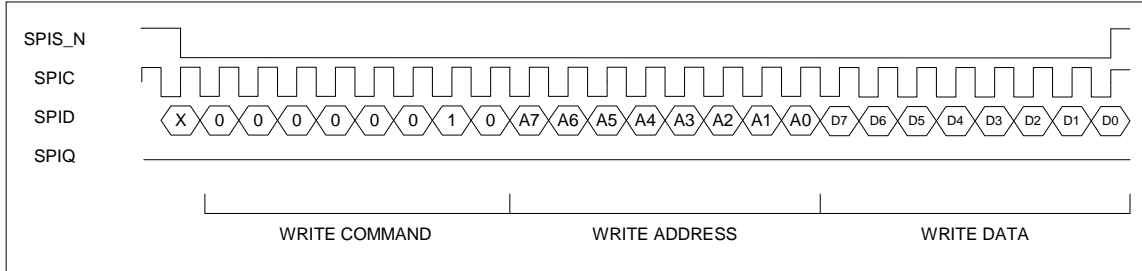 SPIS_N
SPIC
SPID X 0 0 0 0 0 0 1 0 A7 A6 A5 A4 A3 A2 A1 A0 D7 D6 D5 D4 D3 D2 D1 D0
SPIQ
WRITE COMMAND WRITE ADDRESS WRITE DATA